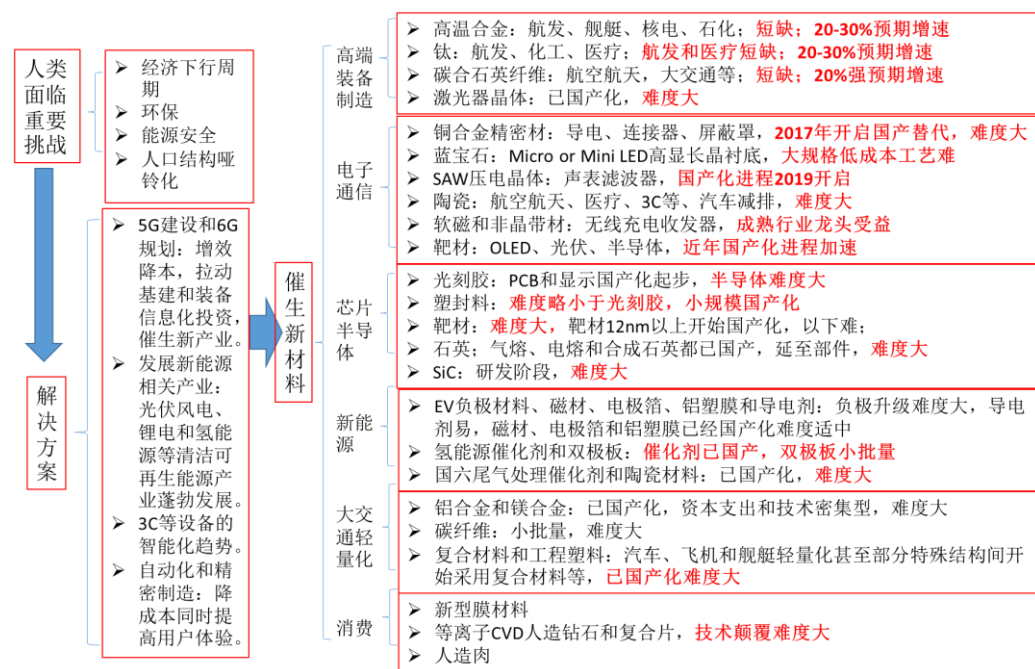 人类
面临
重要
挑战
➢ 经济下行周
期
➢ 环保
➢ 能源安全
➢ 人口结构哑
铃化
解
决
方
案
➢ 5G建设和6G
规划：增效
降本，拉动
基建和装备
信息化投资，
催生新产业。
➢ 发展新能源
相关产业：
光伏风电、
锂电和氢能
源等清洁可
再生能源产
业蓬勃发展。
➢ 3C等设备的
智能化趋势。
➢ 自动化和精
密制造：降
成本同时提
高用户体验。
催
生
新
材
料
高端
装备
制造
➢ 高温合金：航发、舰艇、核电、石化；短缺；20-30%预期增速
➢ 钛：航发、化工、医疗；航发和医疗短缺；20-30%预期增速
➢ 碳合石英纤维：航空航天，大交通等；短缺；20%强预期增速
➢ 激光器晶体：已国产化，难度大
电子
通信
➢ 铜合金精密材：导电、连接器、屏蔽罩，2017年开启国产替代，难度大
➢ 蓝宝石：Micro or Mini LED高显长晶衬底，大规格低成本工艺难
➢ SAW压电晶体：声表滤波器，国产化进程2019开启
➢ 陶瓷：航空航天、医疗、3C等、汽车减排，难度大
➢ 软磁和非晶带材：无线充电收发器，成熟行业龙头受益
➢ 靶材：OLED、光伏、半导体，近年国产化进程加速
芯片
半导
体
➢ 光刻胶：PCB和显示国产化起步，半导体难度大
➢ 塑封料：难度略小于光刻胶，小规模国产化
➢ 靶材：难度大，靶材12nm以上开始国产化，以下难；
➢ 石英；气熔、电熔和合成石英都已国产，延至部件，难度大
➢ SiC：研发阶段，难度大
新能
源
➢ EV负极材料、磁材、电极箔、铝塑膜和导电剂：负极升级难度大，导电
剂易，磁材、电极箔和铝塑膜已经国产化难度适中
➢ 氢能源催化剂和双极板：催化剂已国产，双极板小批量
➢ 国六尾气处理催化剂和陶瓷材料：已国产化，难度大
大交
通轻
量化
➢ 铝合金和镁合金：已国产化，资本支出和技术密集型，难度大
➢ 碳纤维：小批量，难度大
➢ 复合材料和工程塑料：汽车、飞机和舰艇轻量化甚至部分特殊结构间开
始采用复合材料等，已国产化难度大
消费
➢ 新型膜材料
➢ 等离子CVD人造钻石和复合片，技术颠覆难度大
➢ 人造肉